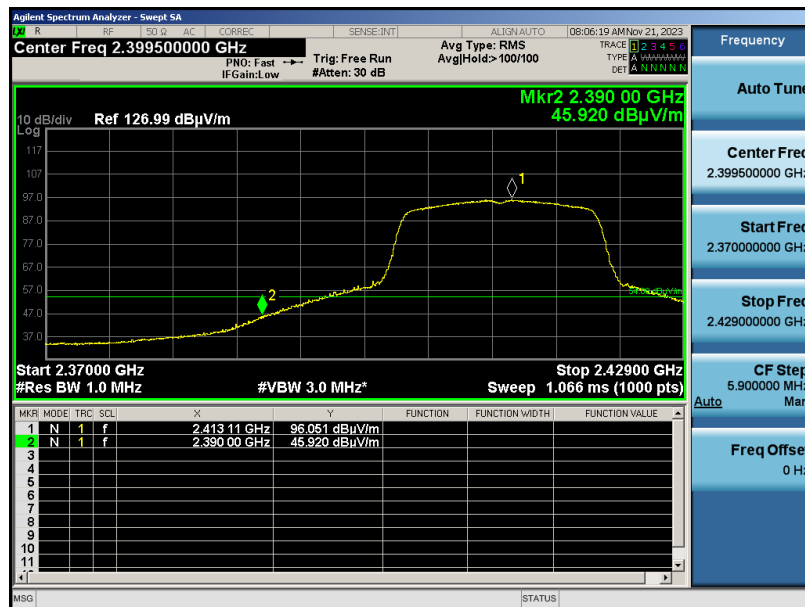 Agilent Spectrum Analyzer - Swept SA
LXI R RF 50 Ω AC CORREC SENSE:INT ALIGN AUTO 08:06:19 AM Nov 21, 2023
Center Freq 2.399500000 GHz
PNO: Fast
IFGain:Low
Trig: Free Run
#Atten: 30 dB
Avg Type: RMS
Avg|Hold:>100/100
TRACE 1 2 3 4 5 6
TYPE A WWWWW
DET A N N N N N
Mkr2 2.390 00 GHz
45.920 dBµV/m
10 dB/div Ref 126.99 dBµV/m
Log
117
107
97.0
87.0
77.0
67.0
57.0
47.0
37.0
1
2
Start 2.37000 GHz Stop 2.42900 GHz
#Res BW 1.0 MHz #VBW 3.0 MHz* Sweep 1.066 ms (1000 pts)
MKR MODE TRC SCL X Y FUNCTION FUNCTION WIDTH FUNCTION VALUE
1 N 1 f 2.413 11 GHz 96.051 dBµV/m
2 N 1 f 2.390 00 GHz 45.920 dBµV/m
3
4
5
6
7
8
9
10
11
MSG STATUS
Frequency
Auto Tune
Center Freq
2.399500000 GHz
Start Freq
2.370000000 GHz
Stop Freq
2.429000000 GHz
CF Step
5.900000 MHz
Auto Man
Freq Offset
0 Hz